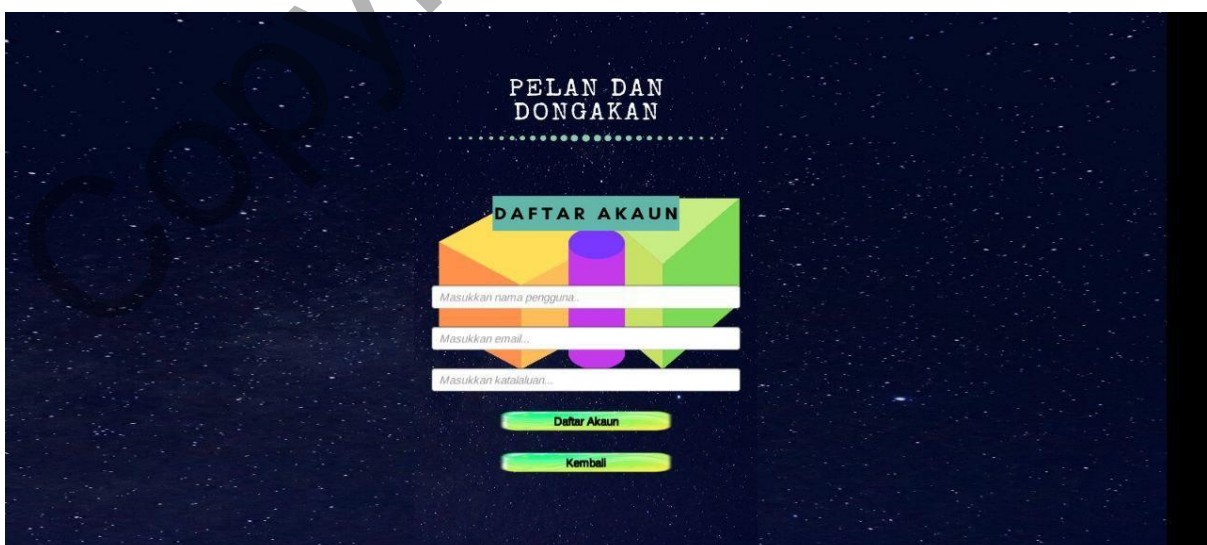 PELAN DAN
DONGAKAN
DAFTAR AKAUN
Masukkan nama pengguna..
Masukkan email...
Masukkan katalaluan...
Daftar Akaun
Kembali